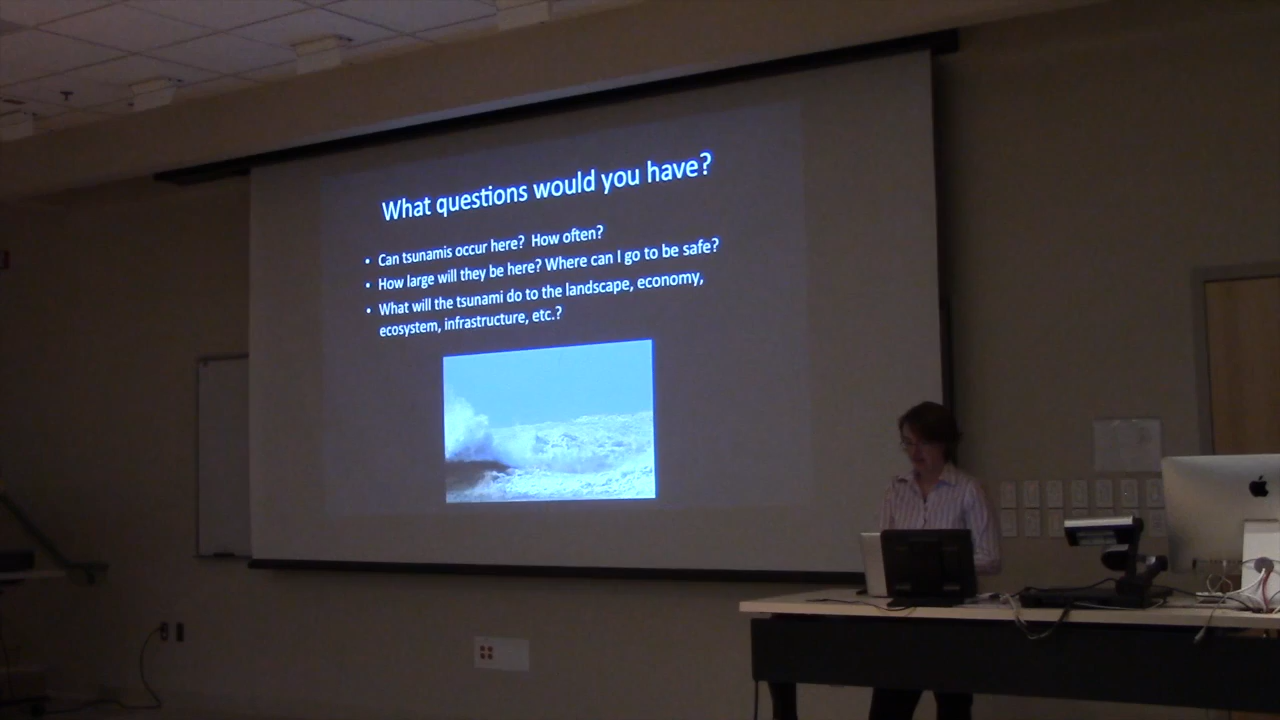 What questions would you have?
• Can tsunamis occur here? How often?
• How large will they be here? Where can I go to be safe?
• What will the tsunami do to the landscape, economy,
ecosystem, infrastructure, etc.?